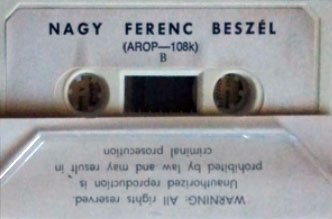 NAGY FERENC BESZÉL
(AROP—108k)
B
WARNING: All rights reserved.
Unauthorized reproduction is
prohibited by law and may result in
criminal prosecution